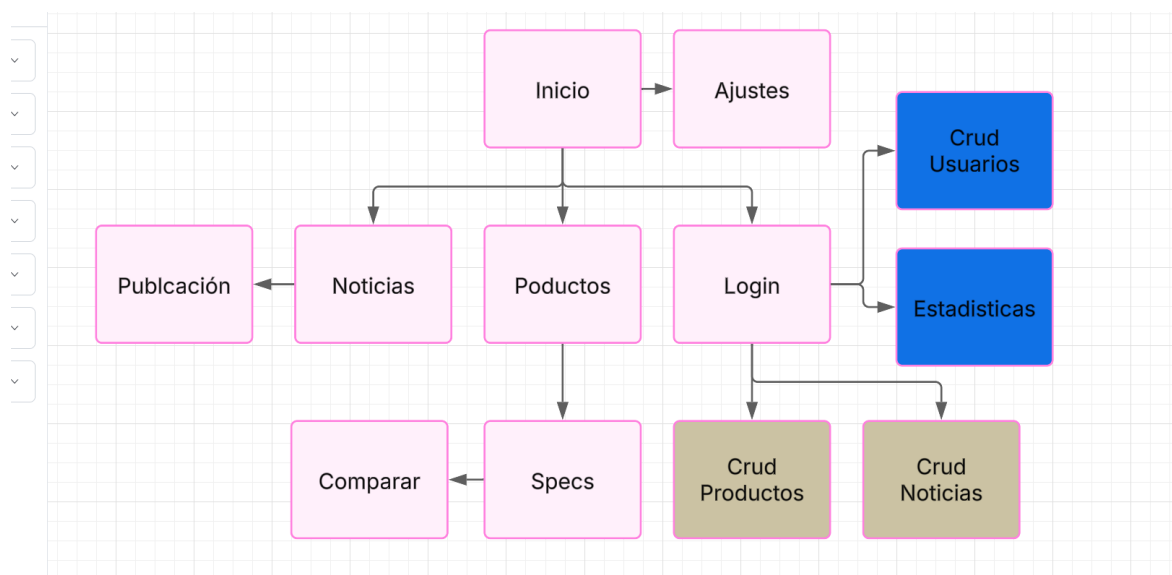 Inicio
Ajustes
Crud
Usuarios
Publcación
Noticias
Poductos
Login
Estadisticas
Comparar
Specs
Crud
Productos
Crud
Noticias